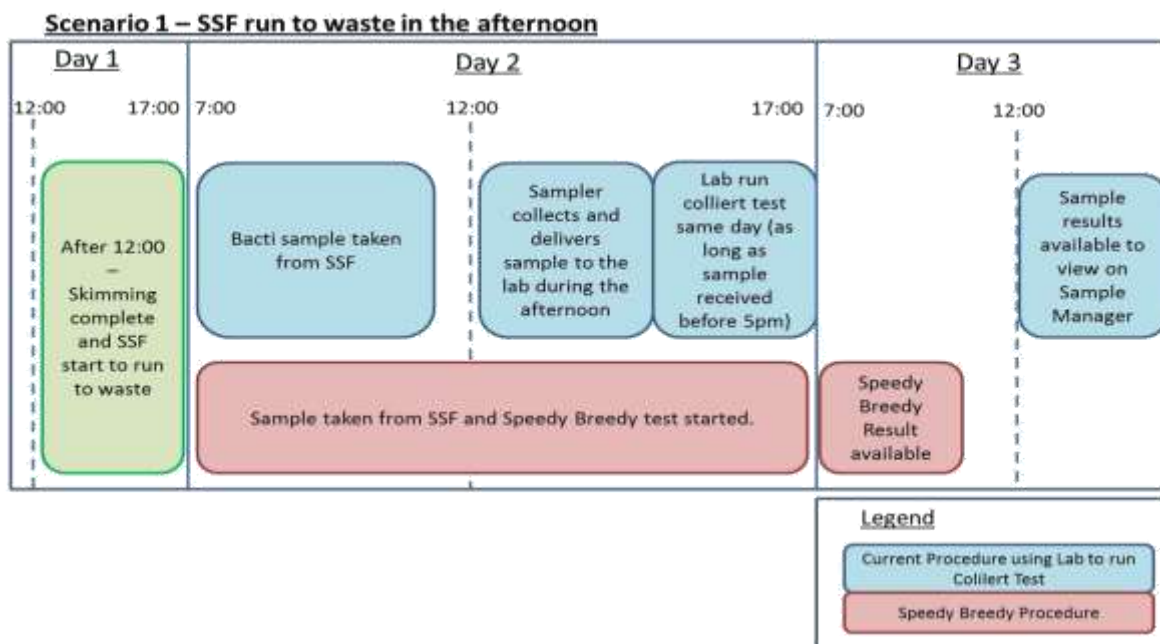 Scenario 1 – SSF run to waste in the afternoon
Day 1
Day 2
Day 3
12:00
17:00
7:00
12:00
17:00
7:00
12:00
After 12:00
–
Skimming
complete
and SSF
start to run
to waste
Bacti sample taken
from SSF
Sampler
collects and
delivers
sample to the
lab during the
afternoon
Lab run
colliert test
same day (as
long as
sample
received
before 5pm)
Sample
results
available to
view on
Sample
Manager
Sample taken from SSF and Speedy Breedy test started.
Speedy
Breedy
Result
available
Legend
Current Procedure using Lab to run
Colilert Test
Speedy Breedy Procedure